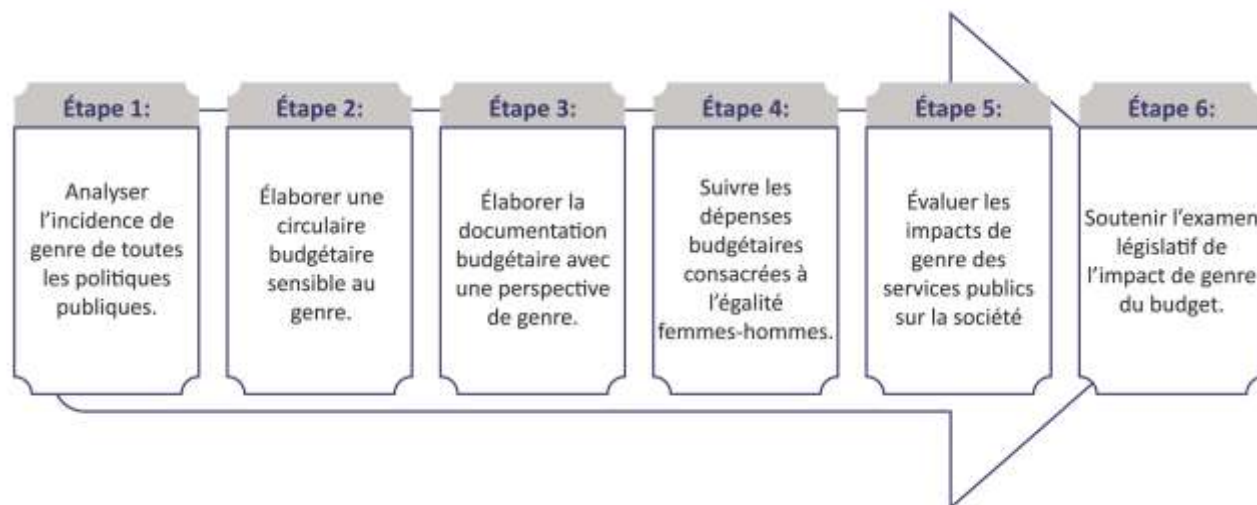 Étape 1:
Analyser
l’incidence de
genre de toutes
les politiques
publiques.
Étape 2:
Élaborer une
circulaire
budgétaire
sensible au
genre.
Étape 3:
Élaborer la
documentation
budgétaire avec
une perspective
de genre.
Étape 4:
Suivre les
dépenses
budgétaires
consacrées à
l’égalité
femmes-hommes.
Étape 5:
Évaluer les
impacts de
genre des
services publics
sur la société
Étape 6:
Soutenir l’examen
législatif de
l’impact de genre
du budget.